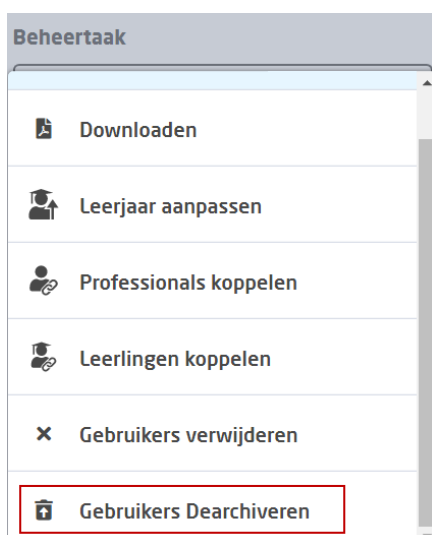 Beheertaak
Downloaden
Leerjaar aanpassen
Professionals koppelen
Leerlingen koppelen
Gebruikers verwijderen
Gebruikers Dearchiveren